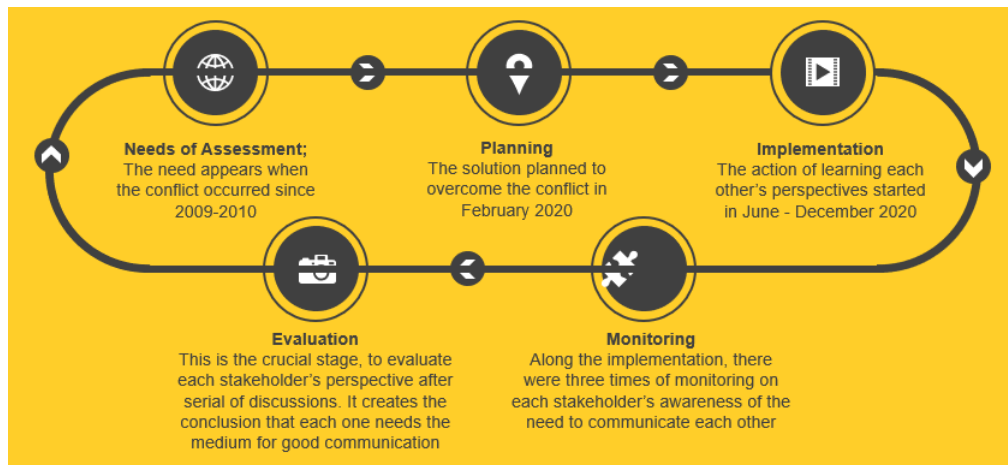 Needs of Assessment;
The need appears when
the conflict occurred since
2009-2010
Planning
The solution planned to
overcome the conflict in
February 2020
Implementation
The action of learning each
other's perspectives started
in June - December 2020
Evaluation
This is the crucial stage, to evaluate
each stakeholder's perspective after
serial of discussions. It creates the
conclusion that each one needs the
medium for good communication
Monitoring
Along the implementation, there
were three times of monitoring on
each stakeholder's awareness of the
need to communicate each other